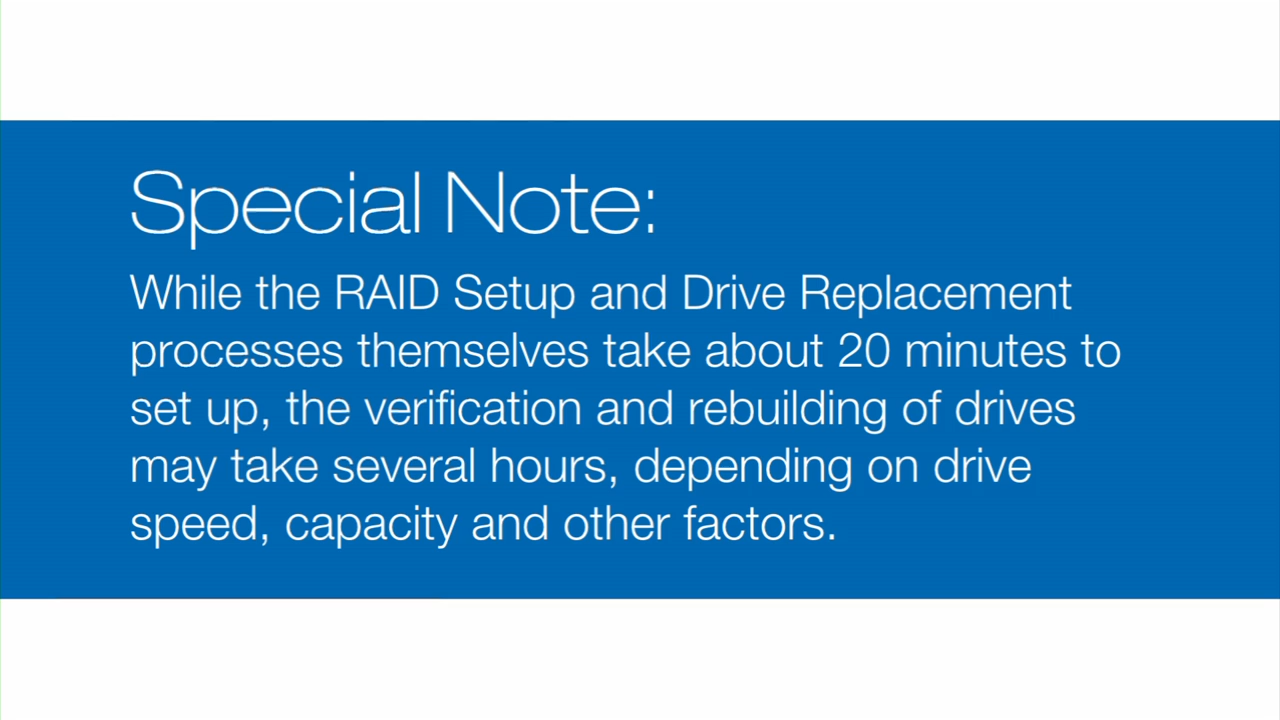 Special Note:
While the RAID Setup and Drive Replacement
processes themselves take about 20 minutes to
set up, the verification and rebuilding of drives
may take several hours, depending on drive
speed, capacity and other factors.